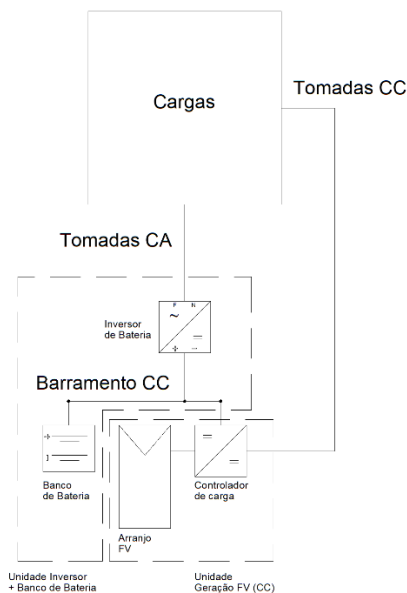 Cargas
Tomadas CC
Tomadas CA
F N
Inversor
de Bateria
Barramento CC
Banco
de Bateria
Controlador
de carga
Arranjo
FV
Unidade Inversor
+ Banco de Bateria
Unidade
Geração FV (CC)